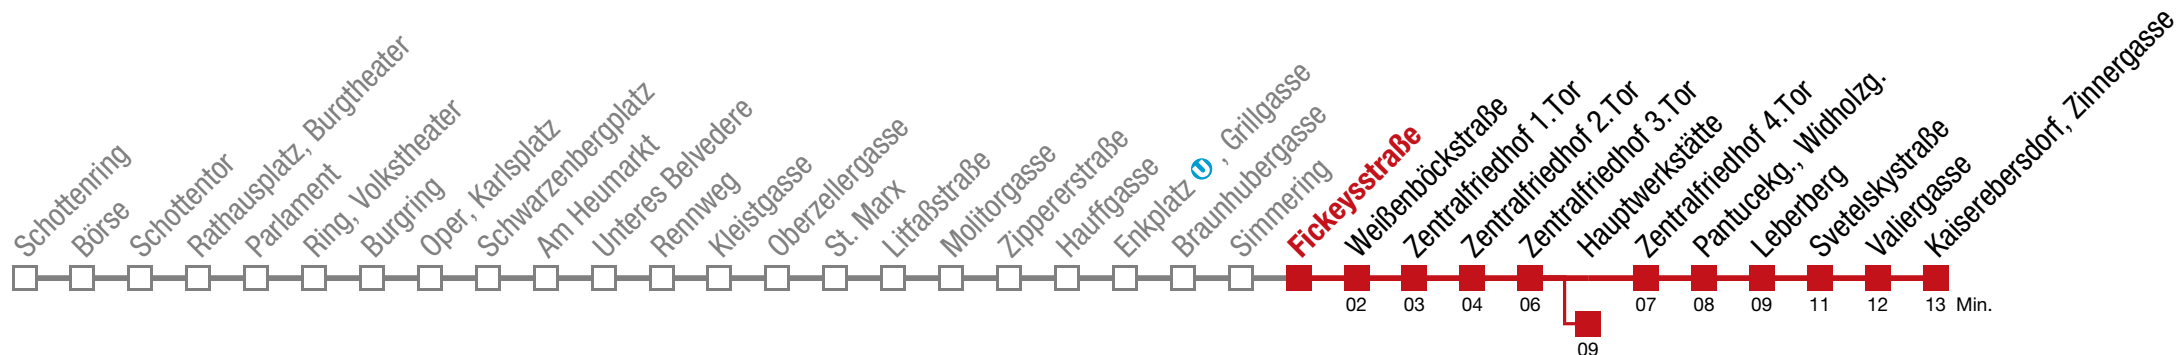 Schottenring
Börse
Schottentor
Rathausplatz, Burgtheater
Parlament
Ring, Volkstheater
Burgring
Oper, Karlsplatz
Schwarzenbergplatz
Am Heumarkt
Unteres Belvedere
Rennweg
Kleistgasse
Oberzellergasse
St. Marx
Litfaßstraße
Molitorgasse
Zippererstraße
Hauffgasse
Enkplatz U, Grillgasse
Braunhubergasse
Simmering
Fickeysstraße
Weißenböckstraße
Zentralfriedhof 1.Tor
Zentralfriedhof 2.Tor
Zentralfriedhof 3.Tor
Hauptwerkstätte
Zentralfriedhof 4.Tor
Pantucekg., Widholzg.
Leberberg
Svetelskystraße
Valiergasse
Kaiserebersdorf, Zinnergasse
02 03 04 06 07 08 09 11 12 13 Min.
09